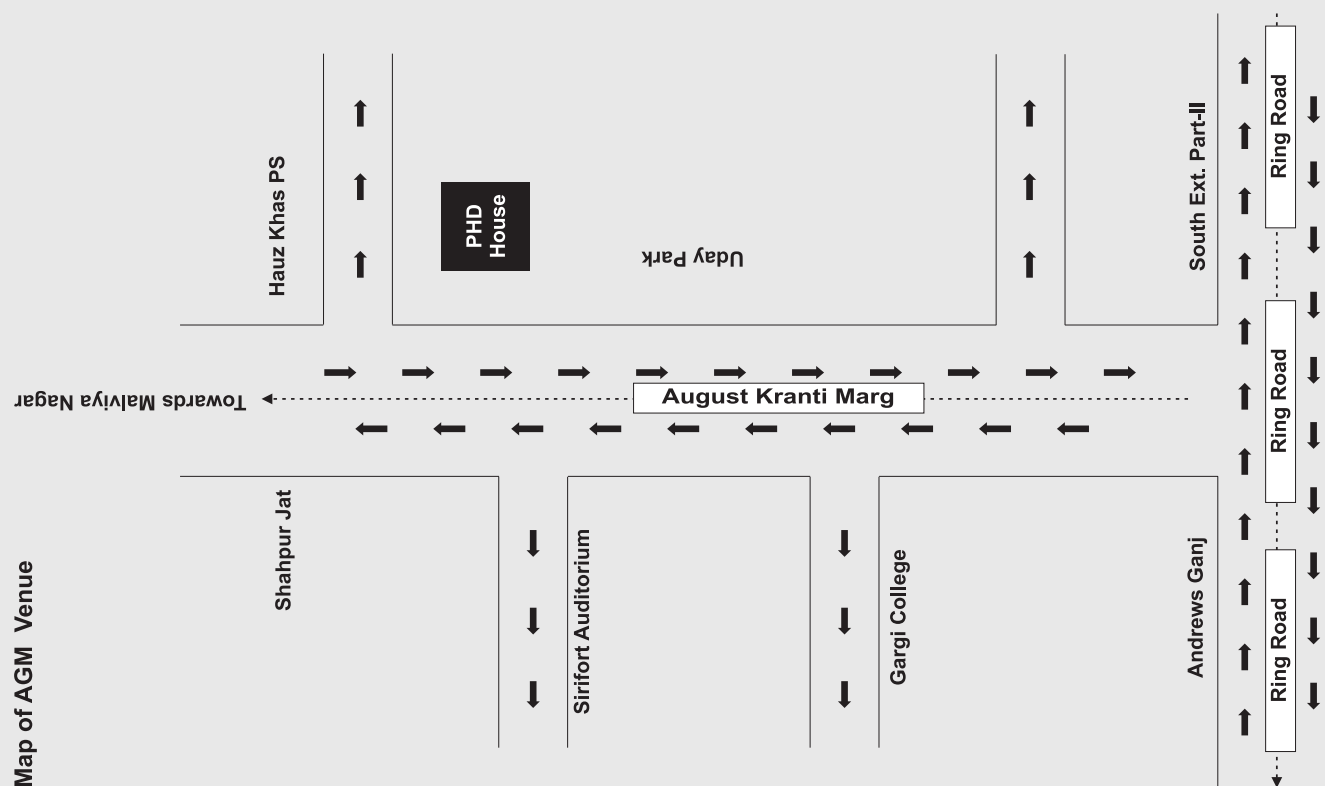 Map of AGM Venue
Hauz Khas PS
PHD
House
Uday Park
South Ext. Part-II
Ring Road
Towards Malviya Nagar
August Kranti Marg
Ring Road
Shahpur Jat
Sirifort Auditorium
Gargi College
Andrews Ganj
Ring Road